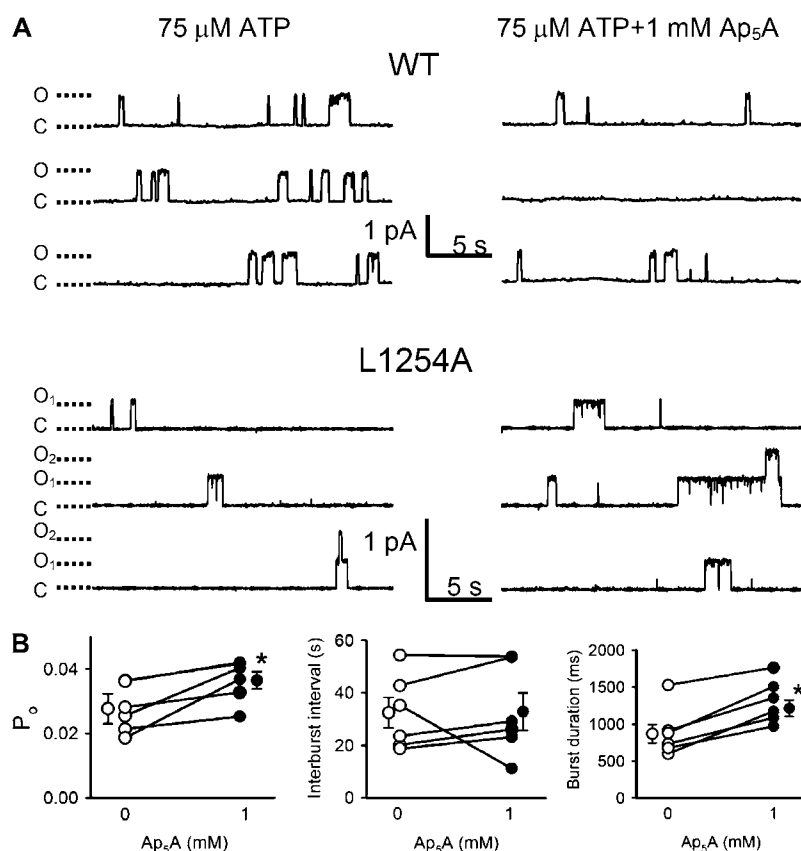 A
75 µM ATP
75 µM ATP+1 mM Ap₅A
WT
O
C
O
C
1 pA
5 s
O
C
L1254A
O₁
C
O₂
O₁
C
O₂
1 pA
O₁
5 s
C
B
0.04
0.02
0.00
Pₒ
*
0
1
Ap₅A (mM)
60
40
20
0
Interburst interval (s)
0
1
Ap₅A (mM)
2000
1500
1000
500
0
Burst duration (ms)
*
0
1
Ap₅A (mM)